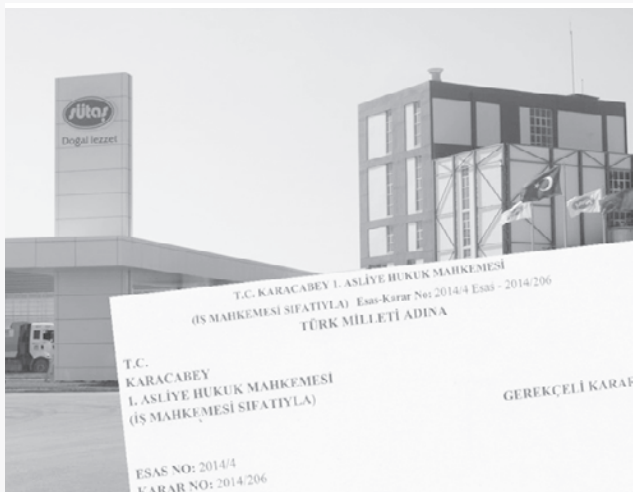 sütaş
Doğal lezzet
T.C. KARACABEY 1. ASLİYE HUKUK MAHKEMESİ
(İŞ MAHKEMESİ SIFATIYLA) Esas-Karar No: 2014/4 Esas - 2014/206
TÜRK MİLLETİ ADINA
T.C.
KARACABEY
1. ASLİYE HUKUK MAHKEMESİ
(İŞ MAHKEMESİ SIFATIYLA)
GEREKÇELİ KARAR
ESAS NO: 2014/4
KARAR NO: 2014/206